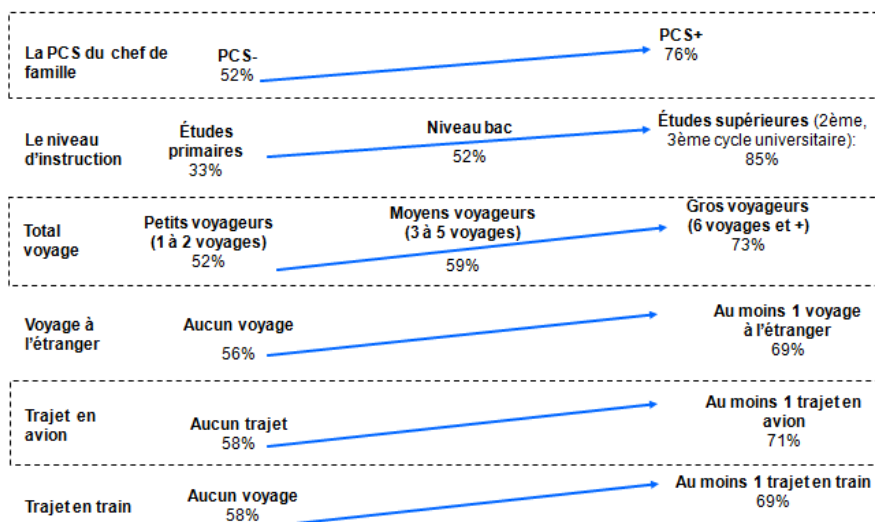 La PCS du chef de
famille
PCS-
52%
PCS+
76%
Le niveau
d'instruction
Études
primaires
33%
Niveau bac
52%
Études supérieures (2ème,
3ème cycle universitaire):
85%
Total
voyage
Petits voyageurs
(1 à 2 voyages)
52%
Moyens voyageurs
(3 à 5 voyages)
59%
Gros voyageurs
(6 voyages et +)
73%
Voyage à
l'étranger
Aucun voyage
56%
Au moins 1 voyage
à l'étranger
69%
Trajet en
avion
Aucun trajet
58%
Au moins 1 trajet en
avion
71%
Trajet en train
Aucun voyage
58%
Au moins 1 trajet en train
69%